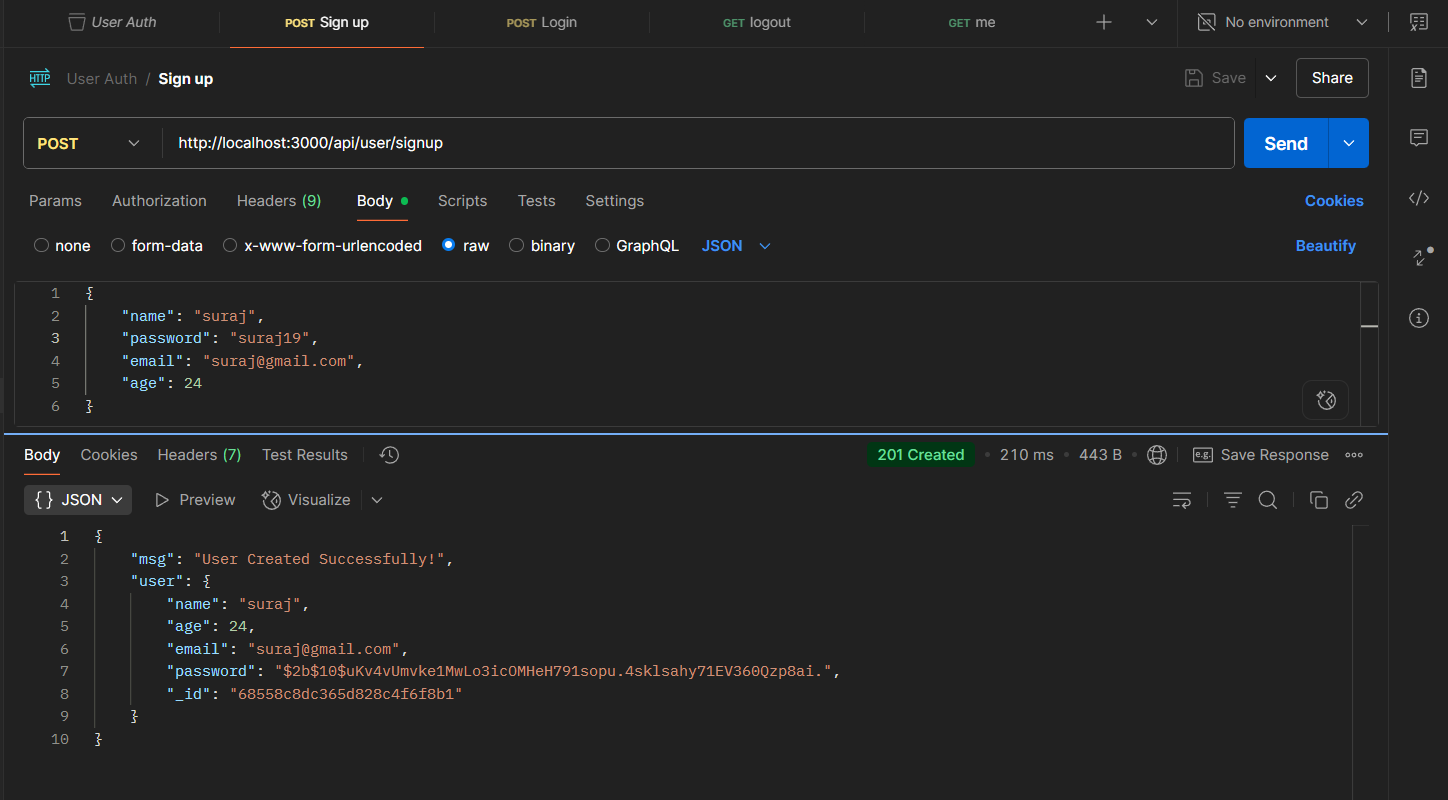 User Auth POST Sign up POST Login GET logout GET me No environment
HTTP User Auth / Sign up Save Share
POST http://localhost:3000/api/user/signup Send
Params Authorization Headers (9) Body Scripts Tests Settings Cookies
none form-data x-www-form-urlencoded raw binary GraphQL JSON Beautify
1 {
2 "name": "suraj",
3 "password": "suraj19",
4 "email": "suraj@gmail.com",
5 "age": 24
6 }
Body Cookies Headers (7) Test Results 201 Created • 210 ms • 443 B • e.g. Save Response
{} JSON Preview Visualize
1 {
2 "msg": "User Created Successfully!",
3 "user": {
4 "name": "suraj",
5 "age": 24,
6 "email": "suraj@gmail.com",
7 "password": "$2b$10$uKv4vUmvke1MwLo3icOMHeH791sopu.4sklsahy71EV360Qzp8ai.",
8 "_id": "68558c8dc365d828c4f6f8b1"
9 }
10 }